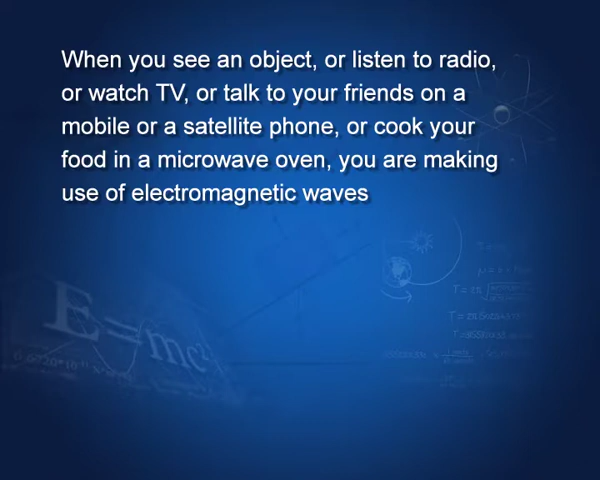 When you see an object, or listen to radio,
or watch TV, or talk to your friends on a
mobile or a satellite phone, or cook your
food in a microwave oven, you are making
use of electromagnetic waves
E=mc²